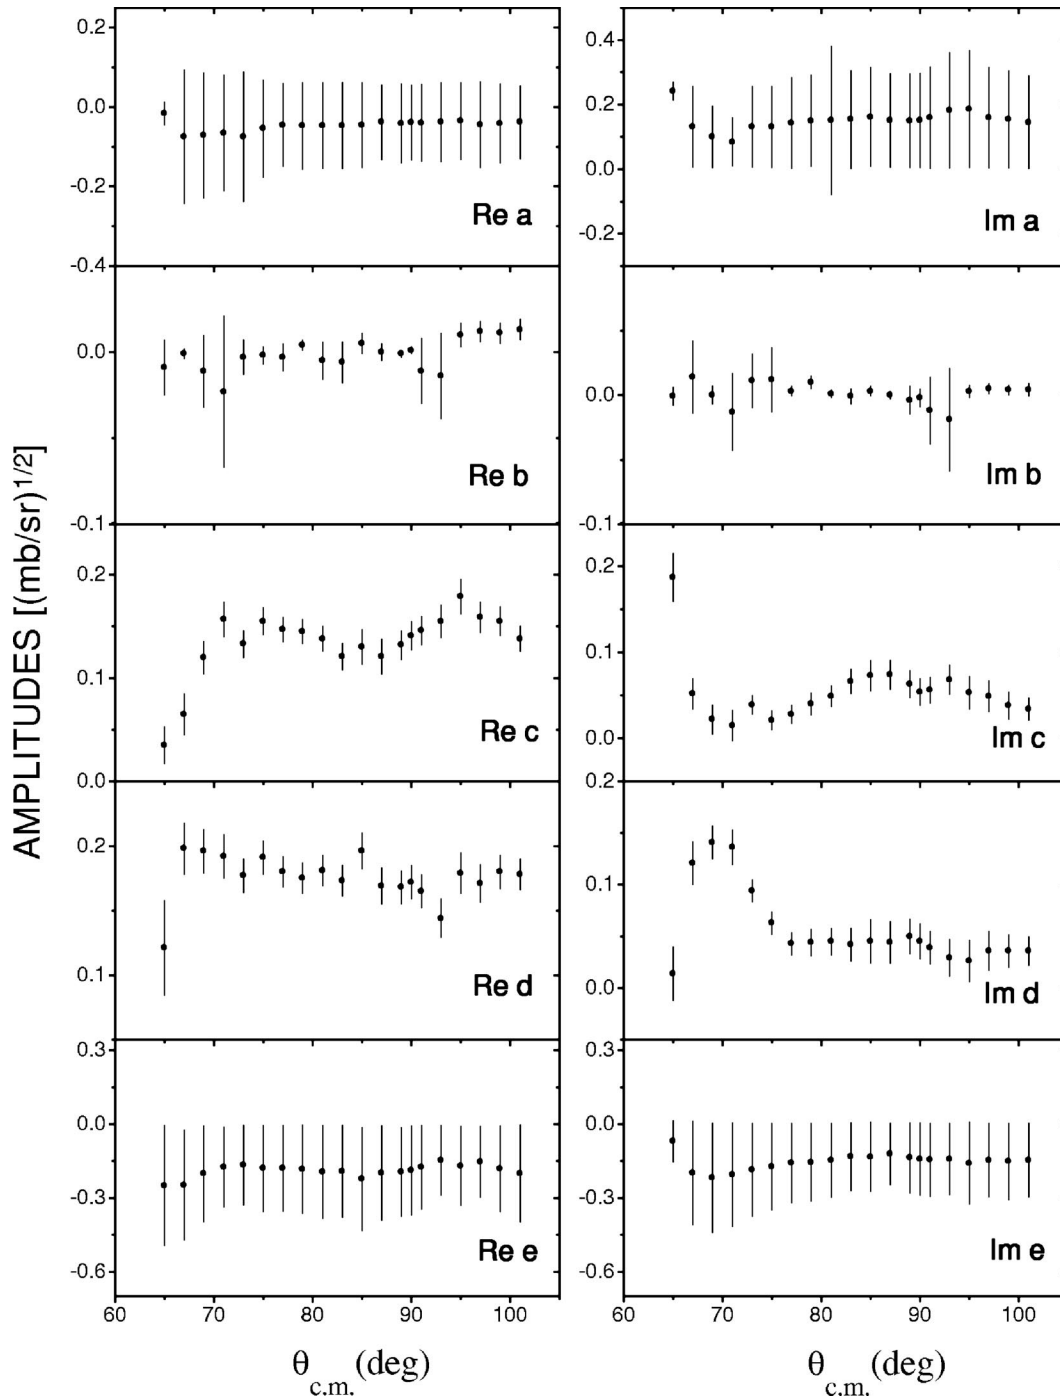 AMPLITUDES [(mb/sr)^1/2]
0.2
0.0
-0.2
-0.4
Re a
0.4
0.2
0.0
-0.2
Im a
0.0
-0.1
Re b
0.0
-0.1
Im b
0.2
0.1
0.0
Re c
0.2
0.1
0.0
Im c
0.2
0.1
Re d
0.2
0.1
0.0
Im d
0.3
0.0
-0.3
-0.6
Re e
0.3
0.0
-0.3
-0.6
Im e
60 70 80 90 100
60 70 80 90 100
θc.m. (deg)
θc.m. (deg)